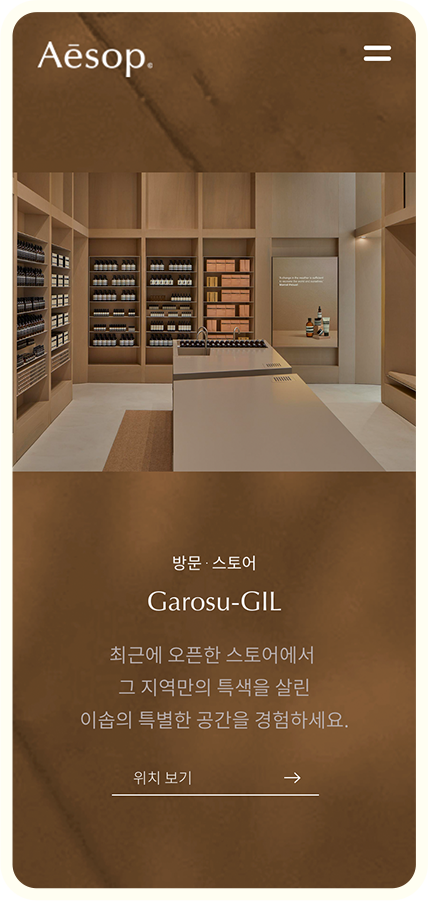 Aēsop.
방문 · 스토어
Garosu-GIL
최근에 오픈한 스토어에서
그 지역만의 특색을 살린
이솝의 특별한 공간을 경험하세요.
위치 보기 →